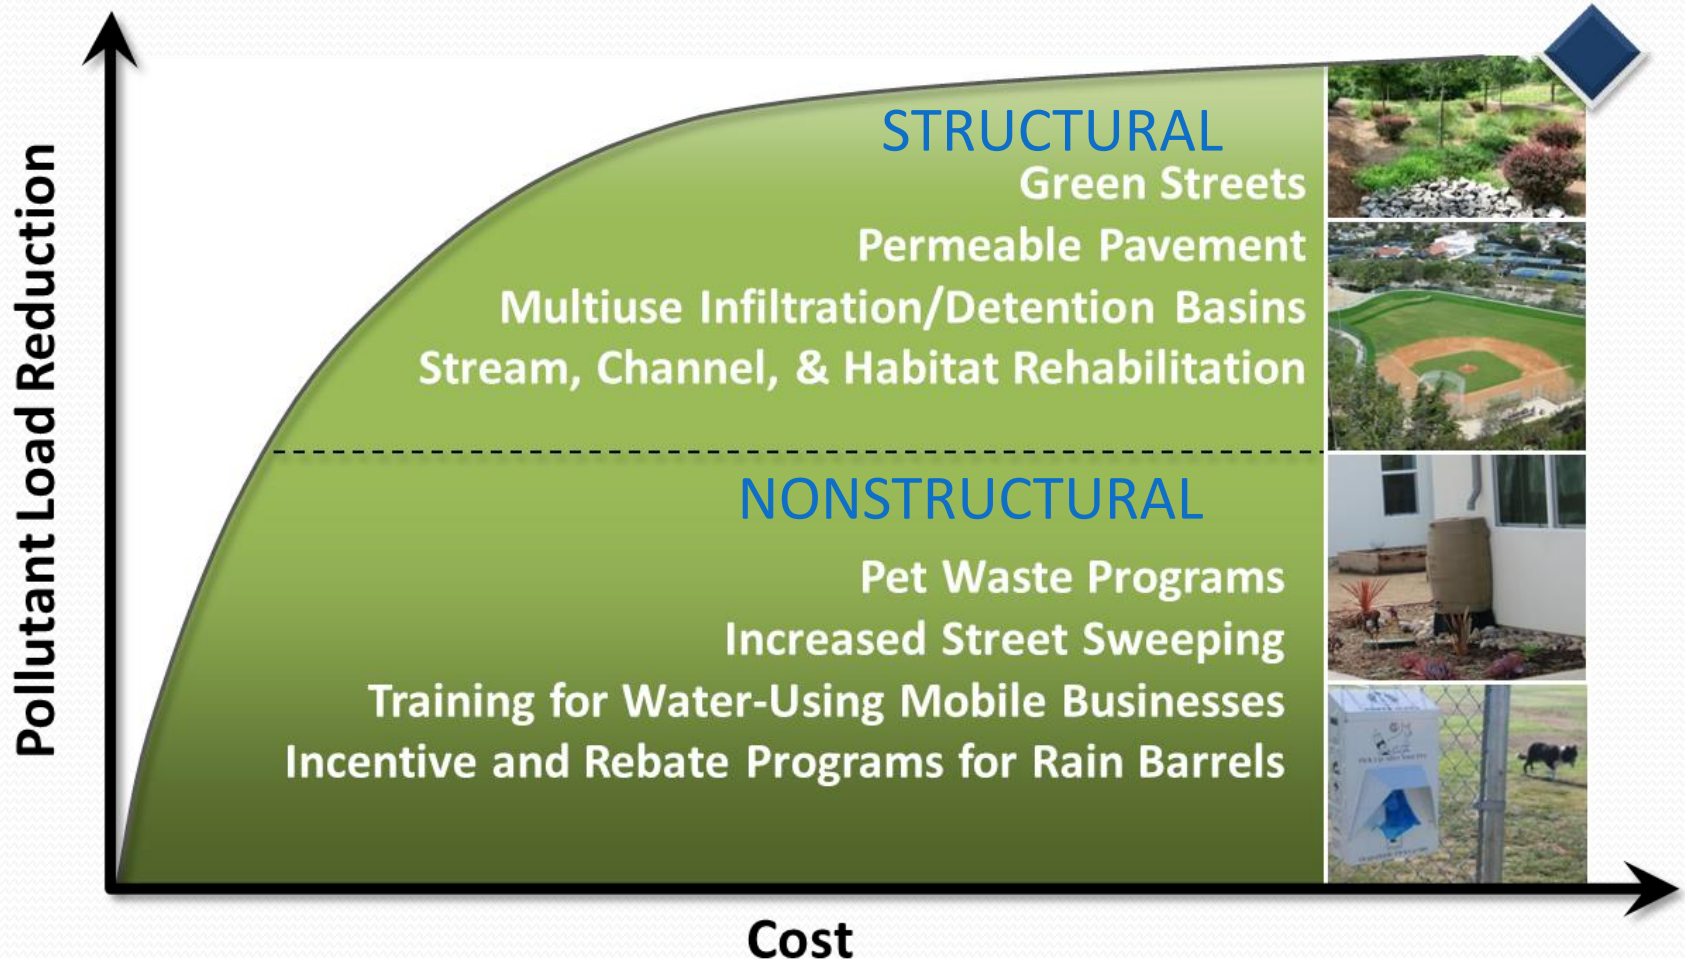 Pollutant Load Reduction
STRUCTURAL
Green Streets
Permeable Pavement
Multiuse Infiltration/Detention Basins
Stream, Channel, & Habitat Rehabilitation
NONSTRUCTURAL
Pet Waste Programs
Increased Street Sweeping
Training for Water-Using Mobile Businesses
Incentive and Rebate Programs for Rain Barrels
Cost